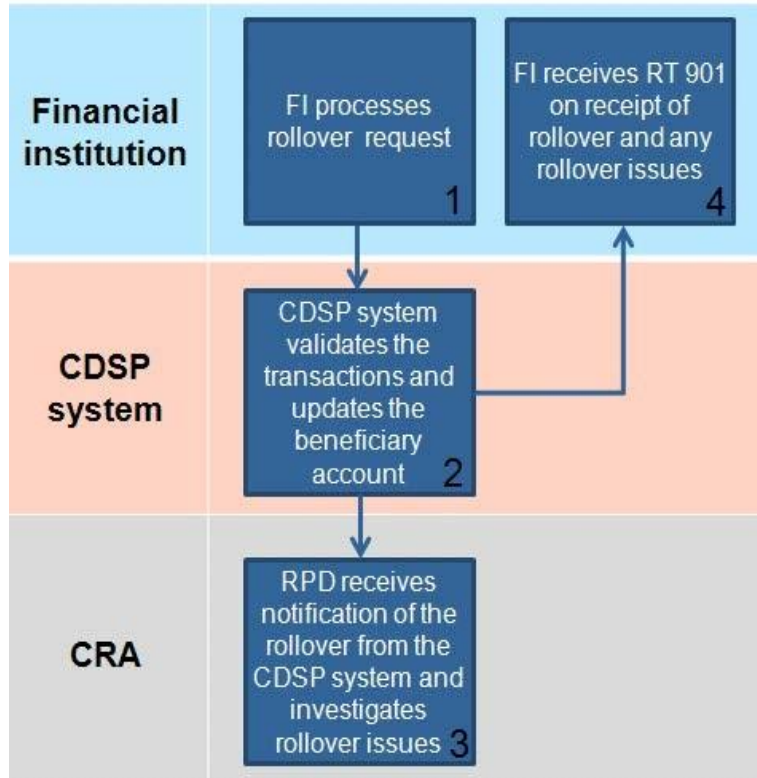 Financial
institution
FI processes
rollover request
1
FI receives RT 901
on receipt of
rollover and any
rollover issues
4
CDSP
system
CDSP system
validates the
transactions and
updates the
beneficiary
account
2
CRA
RPD receives
notification of the
rollover from the
CDSP system and
investigates
rollover issues
3